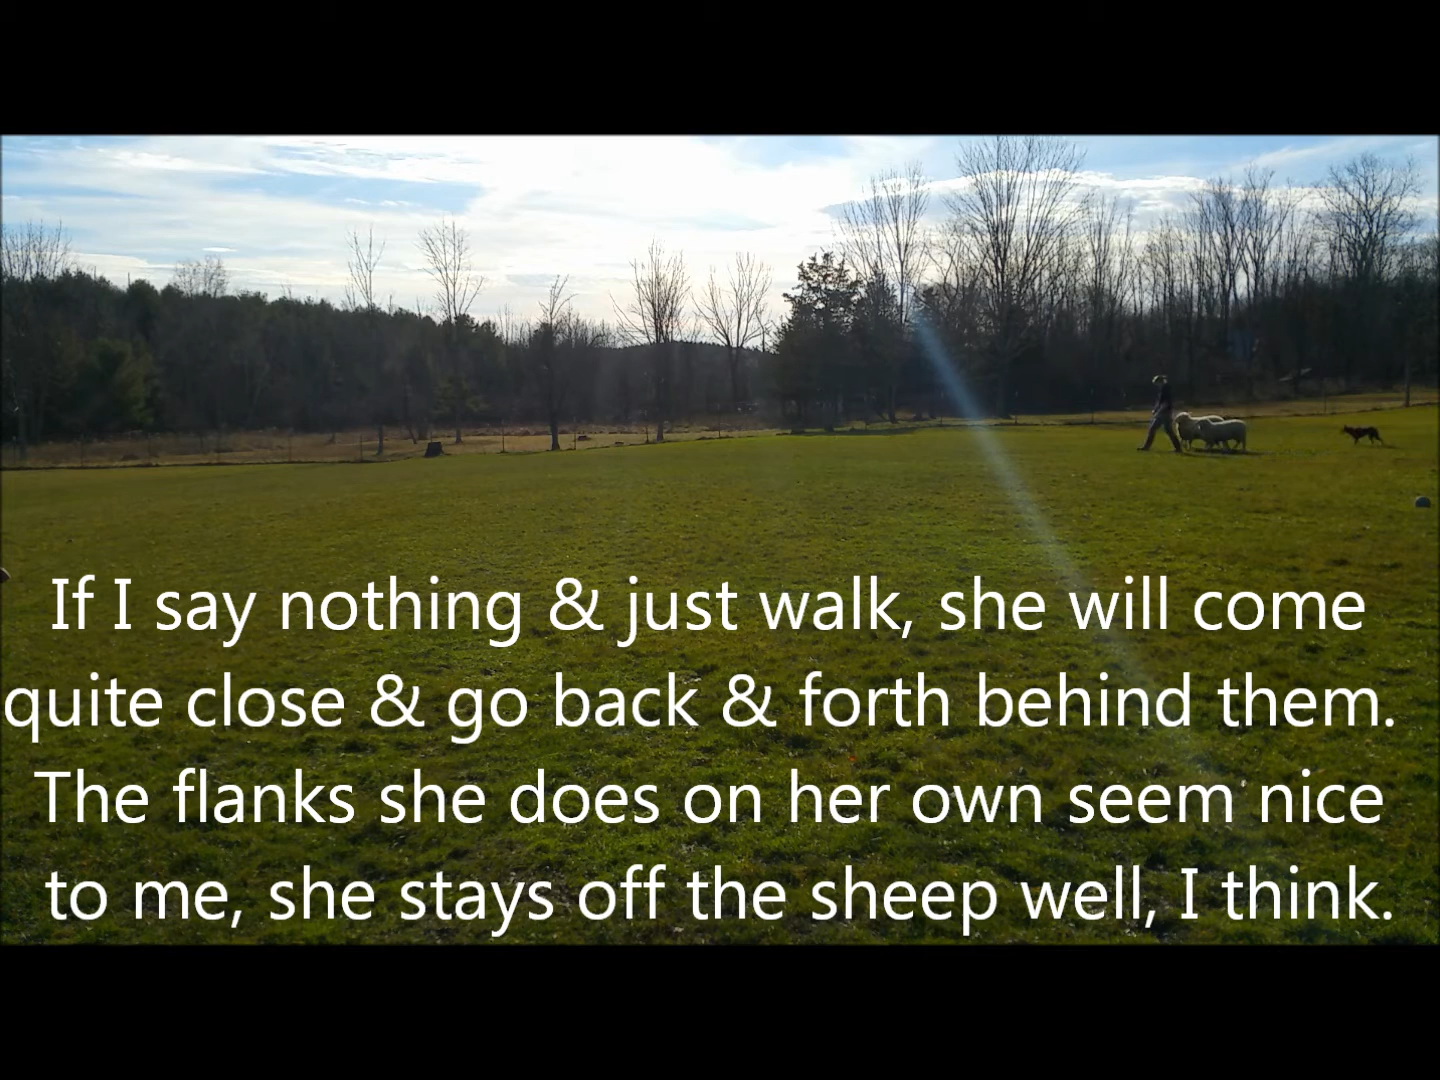 If I say nothing & just walk, she will come
quite close & go back & forth behind them.
The flanks she does on her own seem nice
to me, she stays off the sheep well, I think.